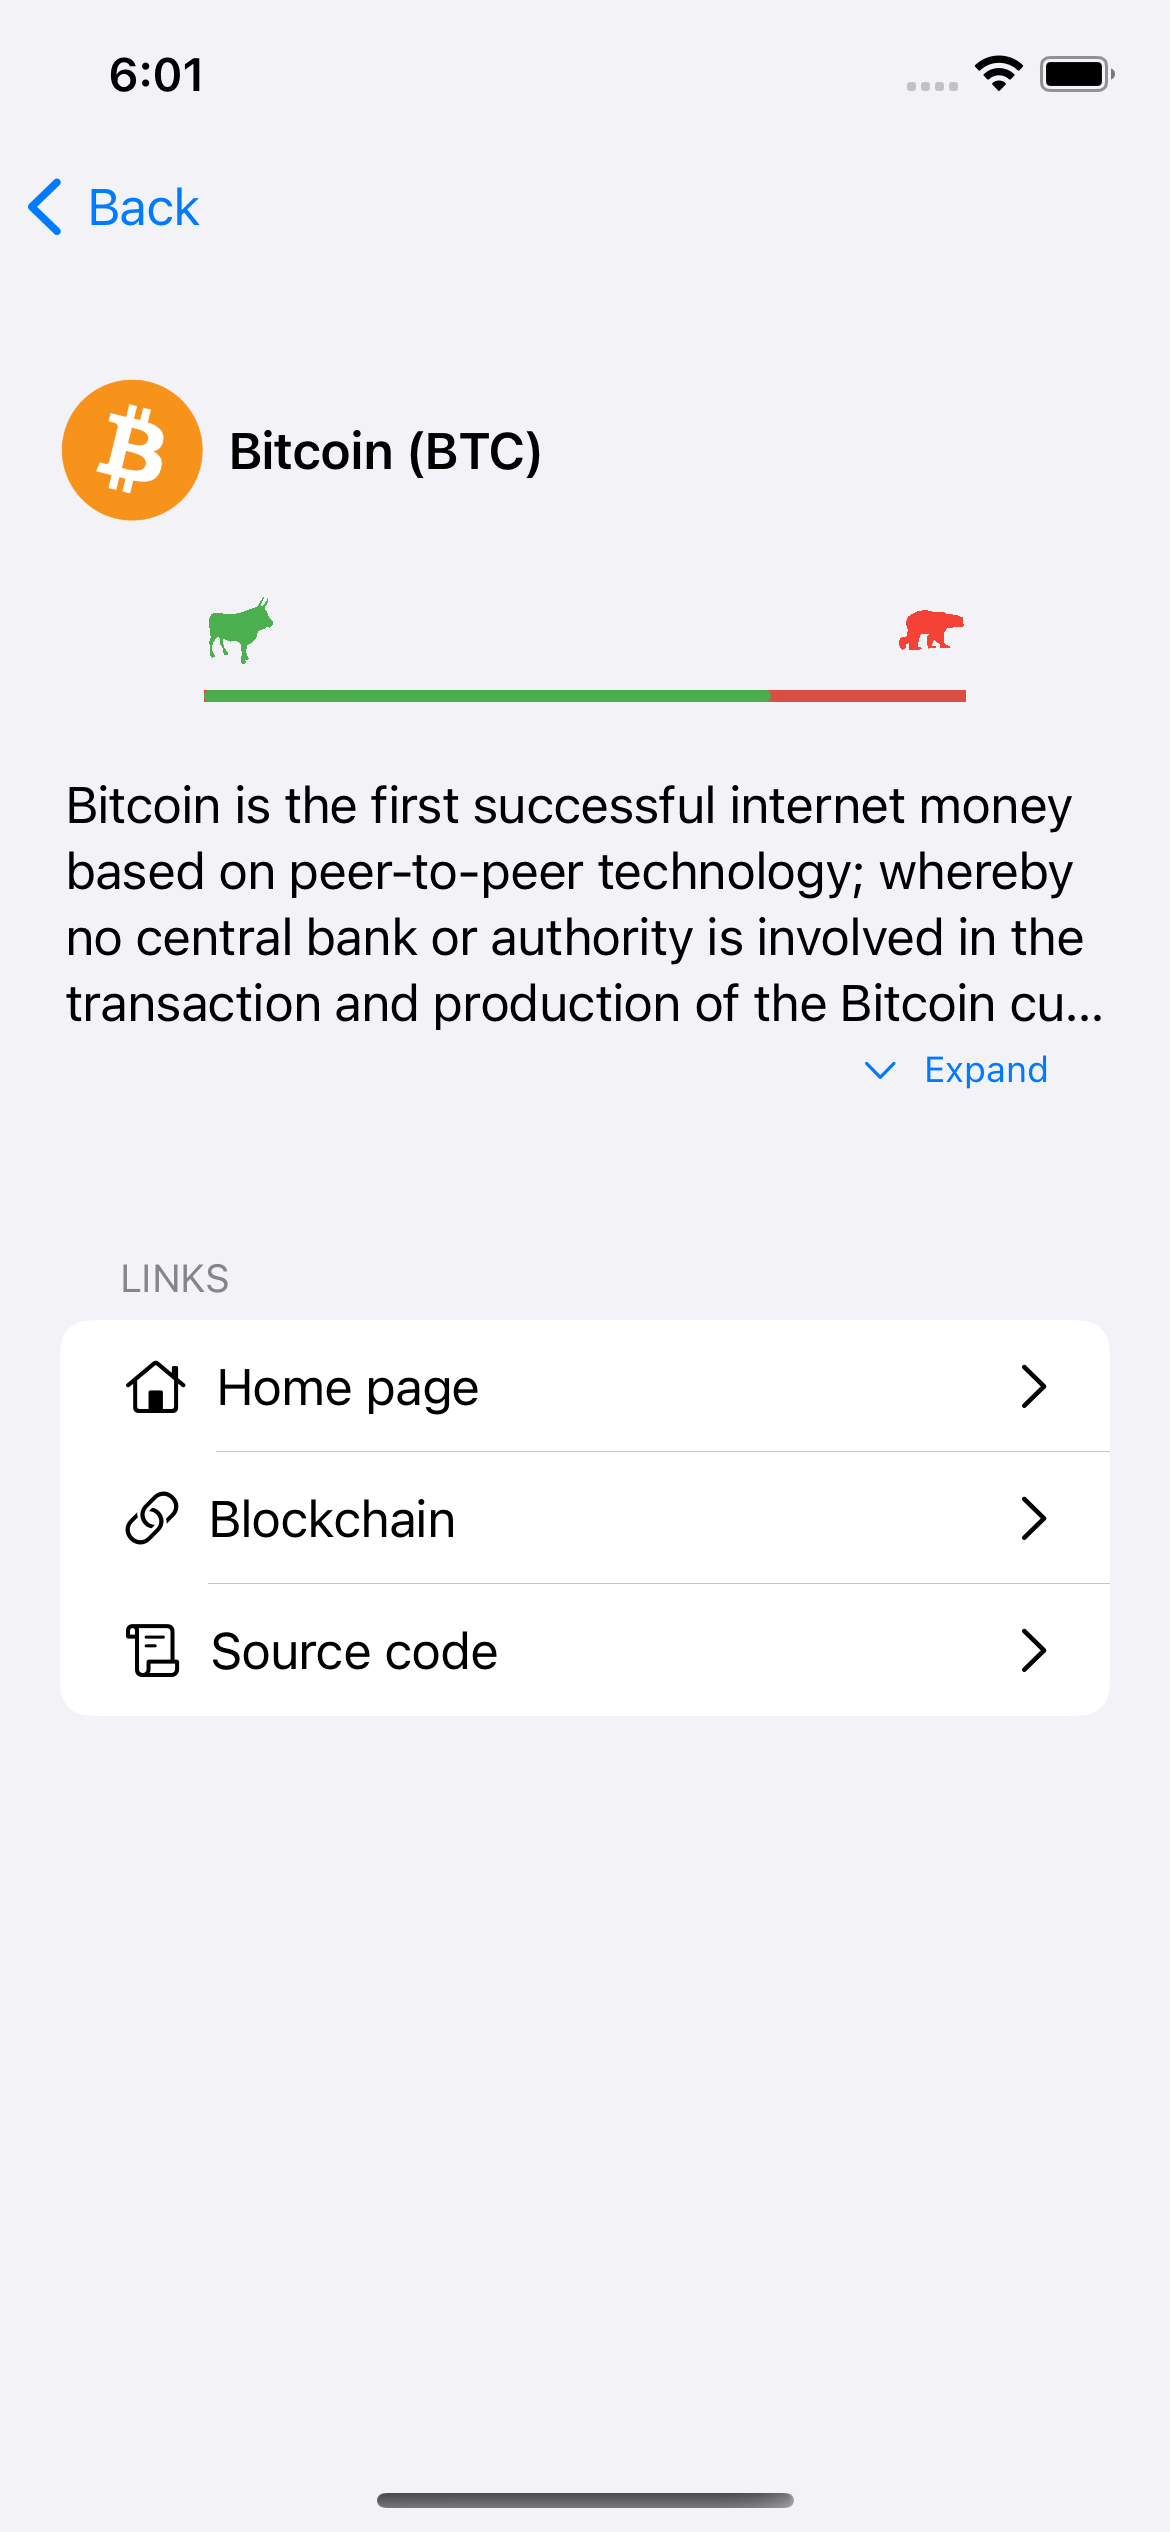 6:01
Back
Bitcoin (BTC)
Bitcoin is the first successful internet money
based on peer-to-peer technology; whereby
no central bank or authority is involved in the
transaction and production of the Bitcoin cu...
Expand
LINKS
Home page
Blockchain
Source code